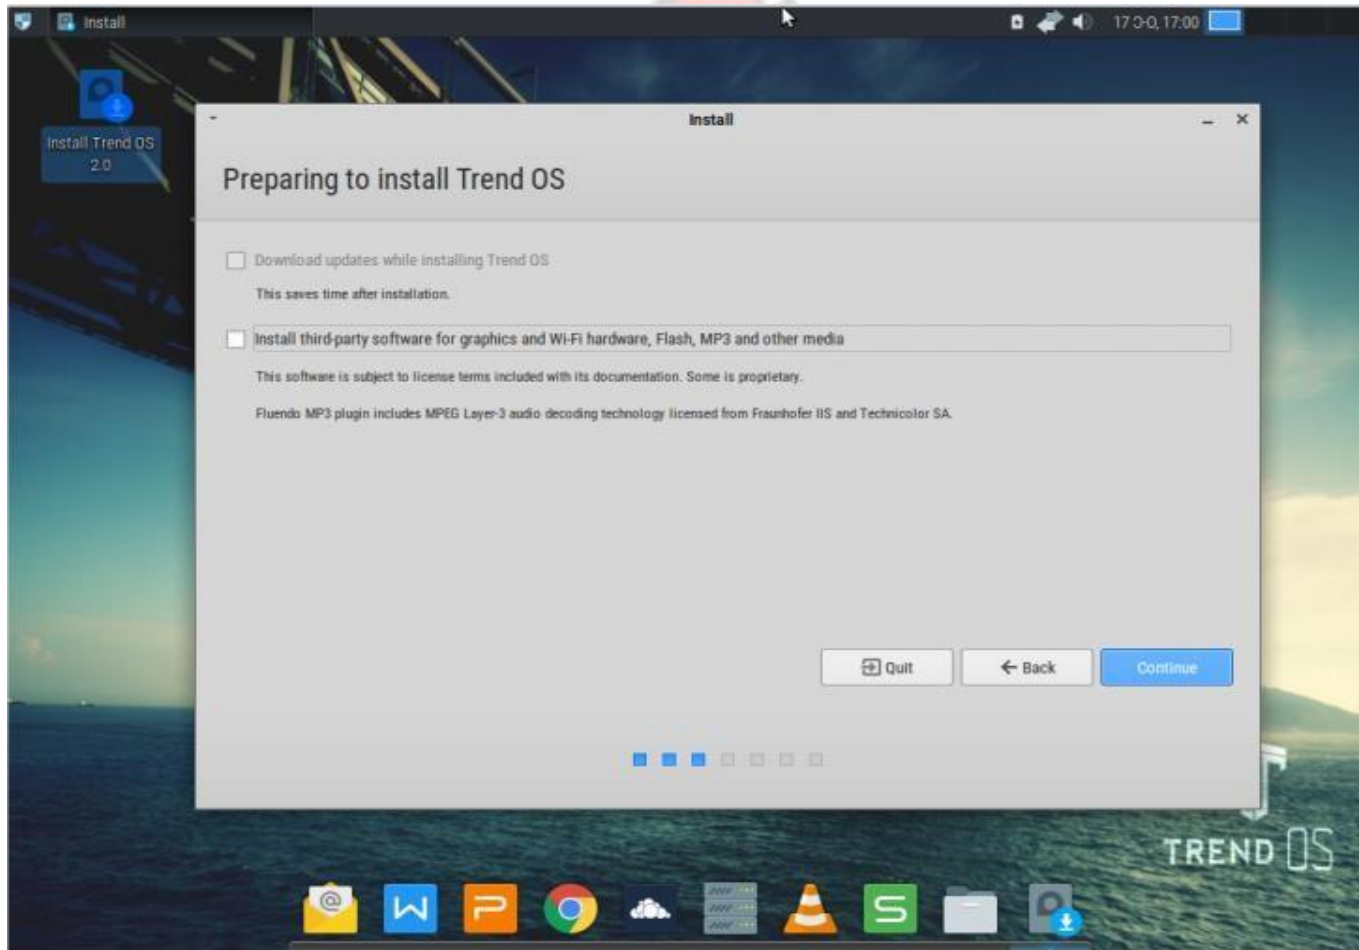 Install
17:00
Install Trend OS
2.0
Install
Preparing to install Trend OS
Download updates while installing Trend OS
This saves time after installation.
Install third-party software for graphics and Wi-Fi hardware, Flash, MP3 and other media
This software is subject to license terms included with its documentation. Some is proprietary.
Fluendo MP3 plugin includes MPEG Layer-3 audio decoding technology licensed from Fraunhofer IIS and Technicolor SA.
Quit
Back
Continue
TREND OS